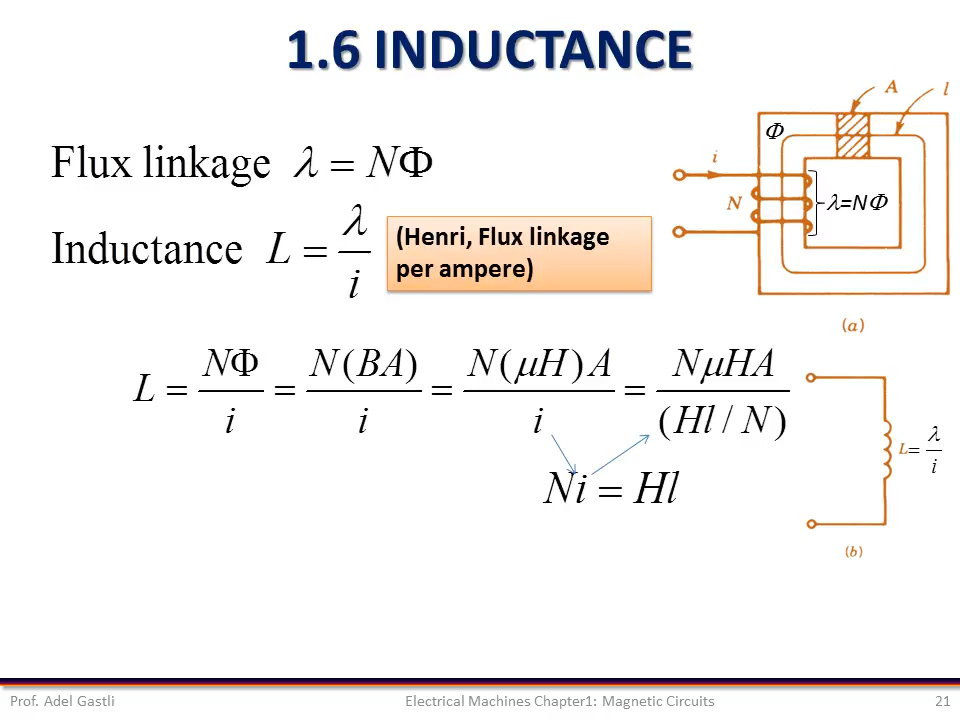 1.6 INDUCTANCE
Flux linkage λ = NΦ
Inductance L = λ / i
(Henri, Flux linkage
per ampere)
A
l
Φ
i
N
λ=NΦ
(a)
L = NΦ / i = N(BA) / i = N(μH)A / i = NμHA / (Hl / N)
Ni = Hl
L= λ / i
(b)
Prof. Adel Gastli
Electrical Machines Chapter1: Magnetic Circuits
21